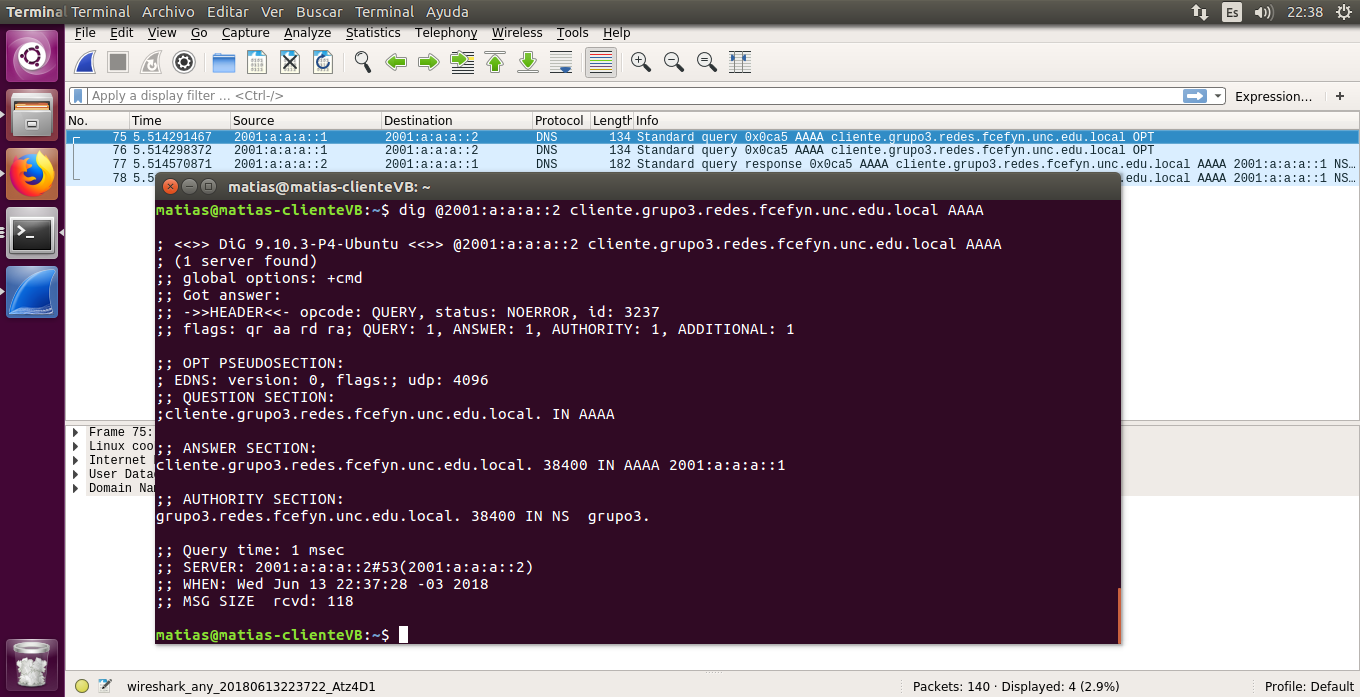 Terminal Terminal Archivo Editar Ver Buscar Terminal Ayuda Es 22:38
File Edit View Go Capture Analyze Statistics Telephony Wireless Tools Help
Apply a display filter ... <Ctrl-/> Expression... +
No. Time Source Destination Protocol Length Info
75 5.514291467 2001:a:a:a::1 2001:a:a:a::2 DNS 134 Standard query 0x0ca5 AAAA cliente.grupo3.redes.fcefyn.unc.edu.local OPT
76 5.514298372 2001:a:a:a::1 2001:a:a:a::2 DNS 134 Standard query 0x0ca5 AAAA cliente.grupo3.redes.fcefyn.unc.edu.local OPT
77 5.514570871 2001:a:a:a::2 2001:a:a:a::1 DNS 182 Standard query response 0x0ca5 AAAA cliente.grupo3.redes.fcefyn.unc.edu.local AAAA 2001:a:a:a::1 NS…
78 5.5 .edu.local AAAA 2001:a:a:a::1 NS…
matias@matias-clienteVB: ~
matias@matias-clienteVB:~$ dig @2001:a:a:a::2 cliente.grupo3.redes.fcefyn.unc.edu.local AAAA
; <<>> DiG 9.10.3-P4-Ubuntu <<>> @2001:a:a:a::2 cliente.grupo3.redes.fcefyn.unc.edu.local AAAA
; (1 server found)
;; global options: +cmd
;; Got answer:
;; ->>HEADER<<- opcode: QUERY, status: NOERROR, id: 3237
;; flags: qr aa rd ra; QUERY: 1, ANSWER: 1, AUTHORITY: 1, ADDITIONAL: 1
;; OPT PSEUDOSECTION:
; EDNS: version: 0, flags:; udp: 4096
;; QUESTION SECTION:
;cliente.grupo3.redes.fcefyn.unc.edu.local. IN AAAA
;; ANSWER SECTION:
cliente.grupo3.redes.fcefyn.unc.edu.local. 38400 IN AAAA 2001:a:a:a::1
;; AUTHORITY SECTION:
grupo3.redes.fcefyn.unc.edu.local. 38400 IN NS grupo3.
;; Query time: 1 msec
;; SERVER: 2001:a:a:a::2#53(2001:a:a:a::2)
;; WHEN: Wed Jun 13 22:37:28 -03 2018
;; MSG SIZE rcvd: 118
matias@matias-clienteVB:~$
Frame 75:
Linux coo
Internet
User Data
Domain Na
wireshark_any_20180613223722_Atz4D1 Packets: 140 · Displayed: 4 (2.9%) Profile: Default